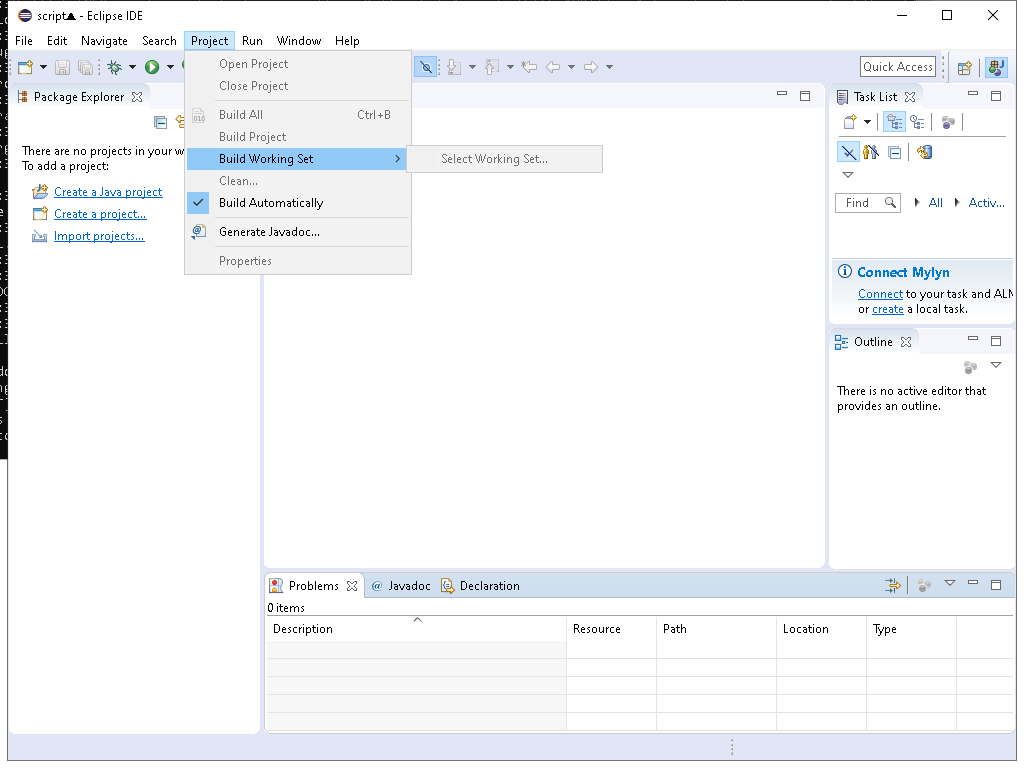 script▲ - Eclipse IDE
File Edit Navigate Search Project Run Window Help
Quick Access
Open Project
Close Project
Build All Ctrl+B
Build Project
Build Working Set
Select Working Set...
Clean...
Build Automatically
Generate Javadoc...
Properties
Package Explorer
There are no projects in your w
To add a project:
Create a Java project
Create a project...
Import projects...
Task List
Find
All
Activ...
Connect Mylyn
Connect to your task and ALM
or create a local task.
Outline
There is no active editor that
provides an outline.
Problems Javadoc Declaration
0 items
Description Resource Path Location Type